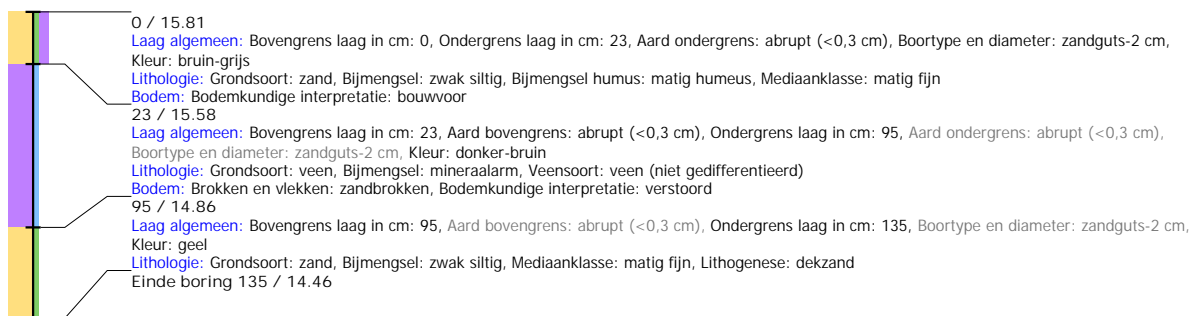 0 / 15.81
Laag algemeen: Bovengrens laag in cm: 0, Ondergrens laag in cm: 23, Aard ondergrens: abrupt (<0,3 cm), Boortype en diameter: zandguts-2 cm,
Kleur: bruin-grijs
Lithologie: Grondsoort: zand, Bijmengsel: zwak siltig, Bijmengsel humus: matig humeus, Mediaanklasse: matig fijn
Bodem: Bodemkundige interpretatie: bouwvoor
23 / 15.58
Laag algemeen: Bovengrens laag in cm: 23, Aard bovengrens: abrupt (<0,3 cm), Ondergrens laag in cm: 95, Aard ondergrens: abrupt (<0,3 cm),
Boortype en diameter: zandguts-2 cm, Kleur: donker-bruin
Lithologie: Grondsoort: veen, Bijmengsel: mineraalarm, Veensoort: veen (niet gedifferentieerd)
Bodem: Brokken en vlekken: zandbrokken, Bodemkundige interpretatie: verstoord
95 / 14.86
Laag algemeen: Bovengrens laag in cm: 95, Aard bovengrens: abrupt (<0,3 cm), Ondergrens laag in cm: 135, Boortype en diameter: zandguts-2 cm,
Kleur: geel
Lithologie: Grondsoort: zand, Bijmengsel: zwak siltig, Mediaanklasse: matig fijn, Lithogenese: dekzand
Einde boring 135 / 14.46